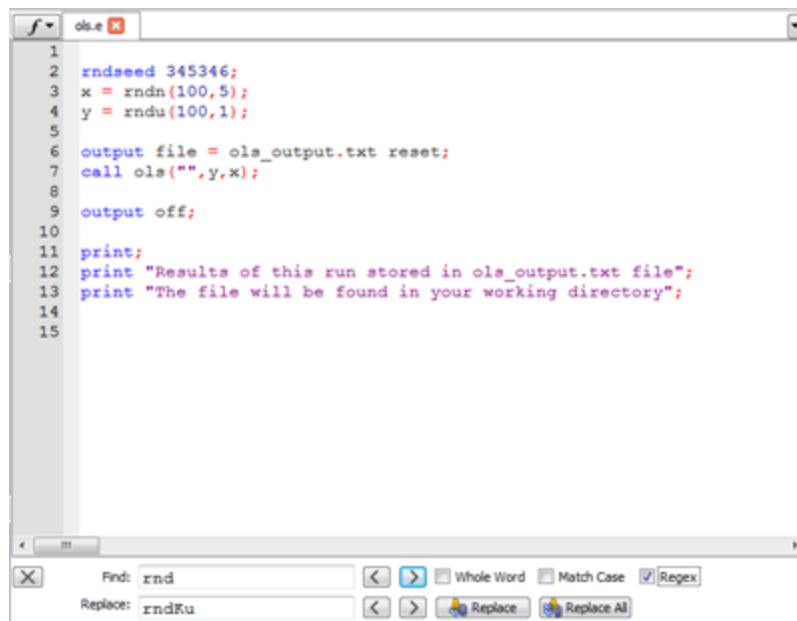 f ols.e
1
2 rndseed 345346;
3 x = rndn(100,5);
4 y = rndu(100,1);
5
6 output file = ols_output.txt reset;
7 call ols("",y,x);
8
9 output off;
10
11 print;
12 print "Results of this run stored in ols_output.txt file";
13 print "The file will be found in your working directory";
14
15
Find: rnd < > Whole Word Match Case Regex
Replace: rndKu < > Replace Replace All